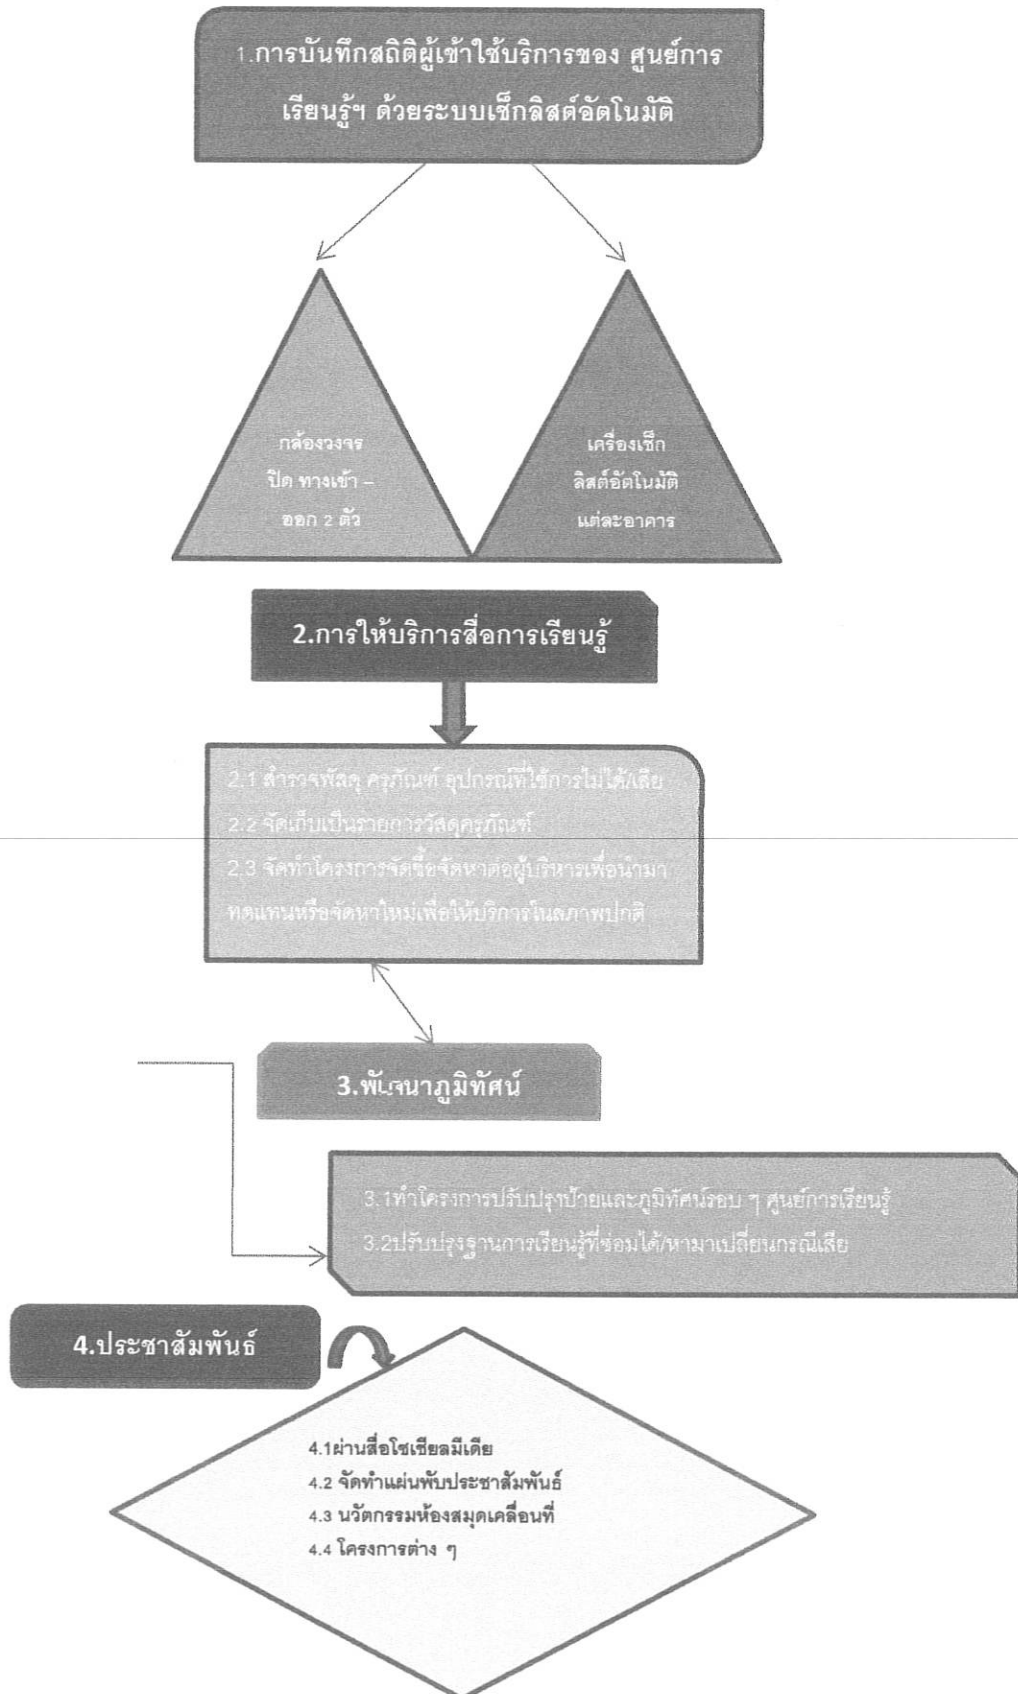 1.การบันทึกสถิติผู้เข้าใช้บริการของ ศูนย์การ
เรียนรู้ฯ ด้วยระบบเช็กลิสต์อัตโนมัติ
กล้องวงจร
ปิด ทางเข้า –
ออก 2 ตัว
เครื่องเช็ก
ลิสต์อัตโนมัติ
แต่ละอาคาร
2.การให้บริการสื่อการเรียนรู้
2.1 สำรวจพัสดุ ครุภัณฑ์ อุปกรณ์ที่ใช้การไม่ได้/เสีย
2.2 จัดเก็บเป็นรายการวัสดุครุภัณฑ์
2.3 จัดทำโครงการจัดซื้อจัดหาต่อผู้บริหารเพื่อนำมา
ทดแทนหรือจัดหาใหม่เพื่อให้บริการในสภาพปกติ
3.พัฒนาภูมิทัศน์
3.1ทำโครงการปรับปรุงป้ายและภูมิทัศน์รอบ ๆ ศูนย์การเรียนรู้
3.2ปรับปรุงฐานการเรียนรู้ที่ซ่อมได้/หามาเปลี่ยนกรณีเสีย
4.ประชาสัมพันธ์
4.1ผ่านสื่อโซเชียลมีเดีย
4.2 จัดทำแผ่นพับประชาสัมพันธ์
4.3 นวัตกรรมห้องสมุดเคลื่อนที่
4.4 โครงการต่าง ๆ